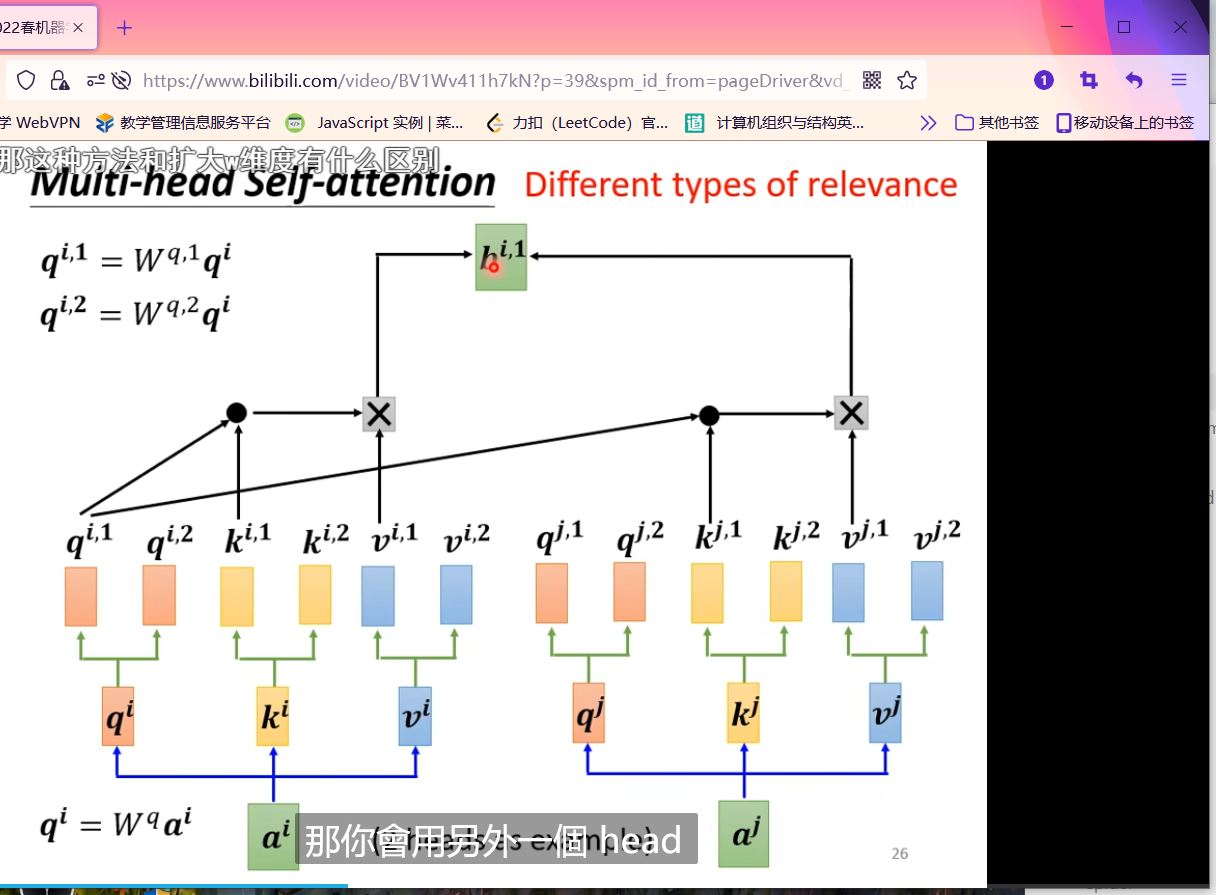 022春机器
https://www.bilibili.com/video/BV1Wv411h7kN?p=39&spm_id_from=pageDriver&vd_
1
学 WebVPN 教学管理信息服务平台 JavaScript 实例 | 菜... 力扣（LeetCode）官... 计算机组织与结构英... 其他书签 移动设备上的书签
那这种方法和扩大w维度有什么区别
Multi-head Self-attention Different types of relevance
q^{i,1} = W^{q,1}q^i
q^{i,2} = W^{q,2}q^i
b^{i,1}
q^{i,1} q^{i,2} k^{i,1} k^{i,2} v^{i,1} v^{i,2} q^{j,1} q^{j,2} k^{j,1} k^{j,2} v^{j,1} v^{j,2}
q^i k^i v^i q^j k^j v^j
q^i = W^q a^i
a^i (2 heads as example) a^j
那你會用另外一個 head
26